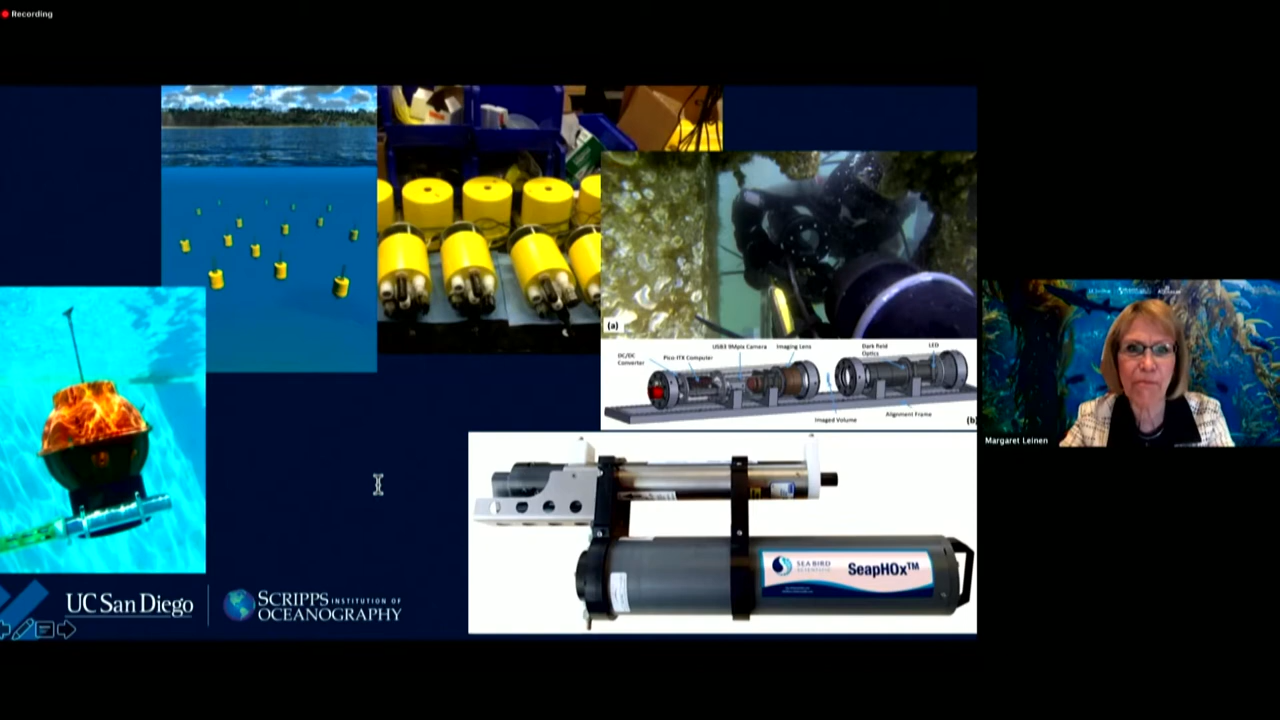 Recording
(a)
DC/DC
Converter
Pico-ITX Computer
USB3 9Mpix Camera
Imaging Lens
Dark field
Optics
LED
Imaged Volume
Alignment Frame
(b)
Margaret Leinen
SEA BIRD
SCIENTIFIC
SeapHOx™
UC San Diego
SCRIPPS INSTITUTION OF
OCEANOGRAPHY